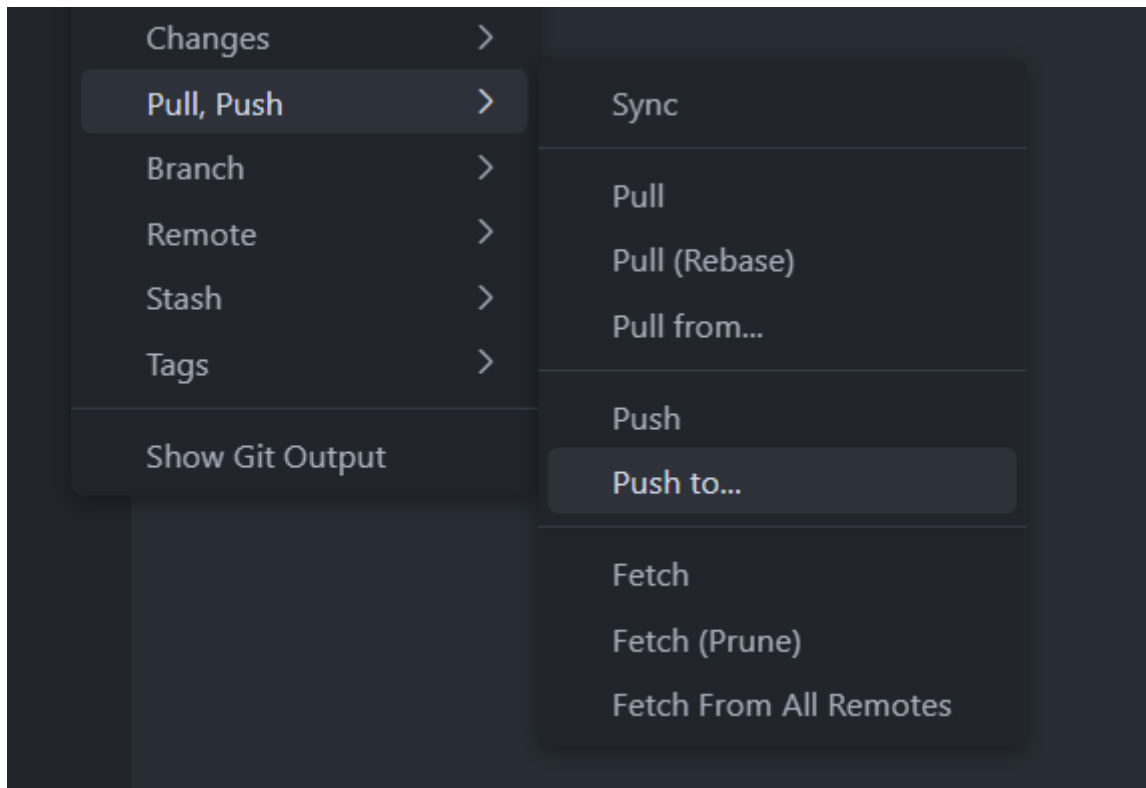 Changes
Pull, Push
Branch
Remote
Stash
Tags
Show Git Output
Sync
Pull
Pull (Rebase)
Pull from...
Push
Push to...
Fetch
Fetch (Prune)
Fetch From All Remotes